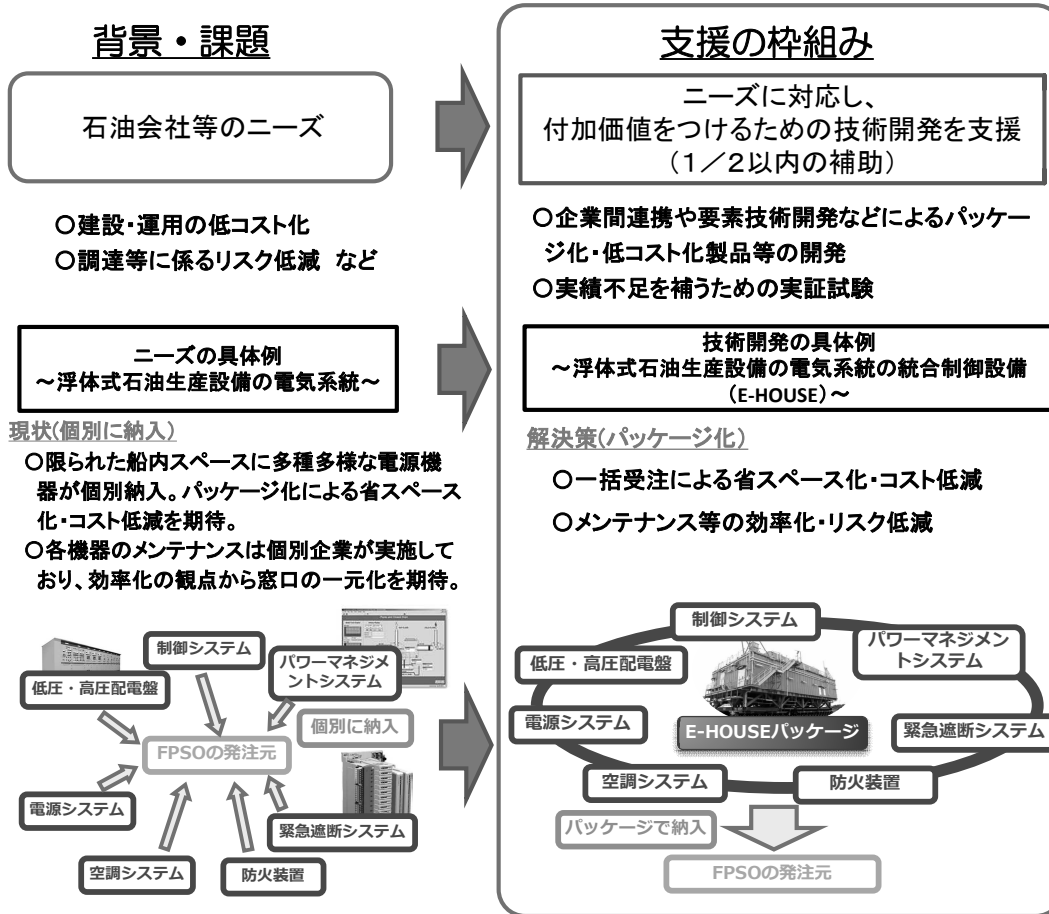 背景・課題
石油会社等のニーズ
○建設・運用の低コスト化
○調達等に係るリスク低減 など
ニーズの具体例
～浮体式石油生産設備の電気系統～
現状(個別に納入)
○限られた船内スペースに多種多様な電源機
器が個別納入。パッケージ化による省スペース
化・コスト低減を期待。
○各機器のメンテナンスは個別企業が実施して
おり、効率化の観点から窓口の一元化を期待。
制御システム
低圧・高圧配電盤
パワーマネジメ
ントシステム
個別に納入
FPSOの発注元
電源システム
緊急遮断システム
空調システム
防火装置
支援の枠組み
ニーズに対応し、
付加価値をつけるための技術開発を支援
（１／２以内の補助）
○企業間連携や要素技術開発などによるパッケー
ジ化・低コスト化製品等の開発
○実績不足を補うための実証試験
技術開発の具体例
～浮体式石油生産設備の電気系統の統合制御設備
（E-HOUSE）～
解決策(パッケージ化)
○一括受注による省スペース化・コスト低減
○メンテナンス等の効率化・リスク低減
制御システム
低圧・高圧配電盤
パワーマネジメン
トシステム
電源システム
E-HOUSEパッケージ
緊急遮断システム
空調システム
防火装置
パッケージで納入
FPSOの発注元